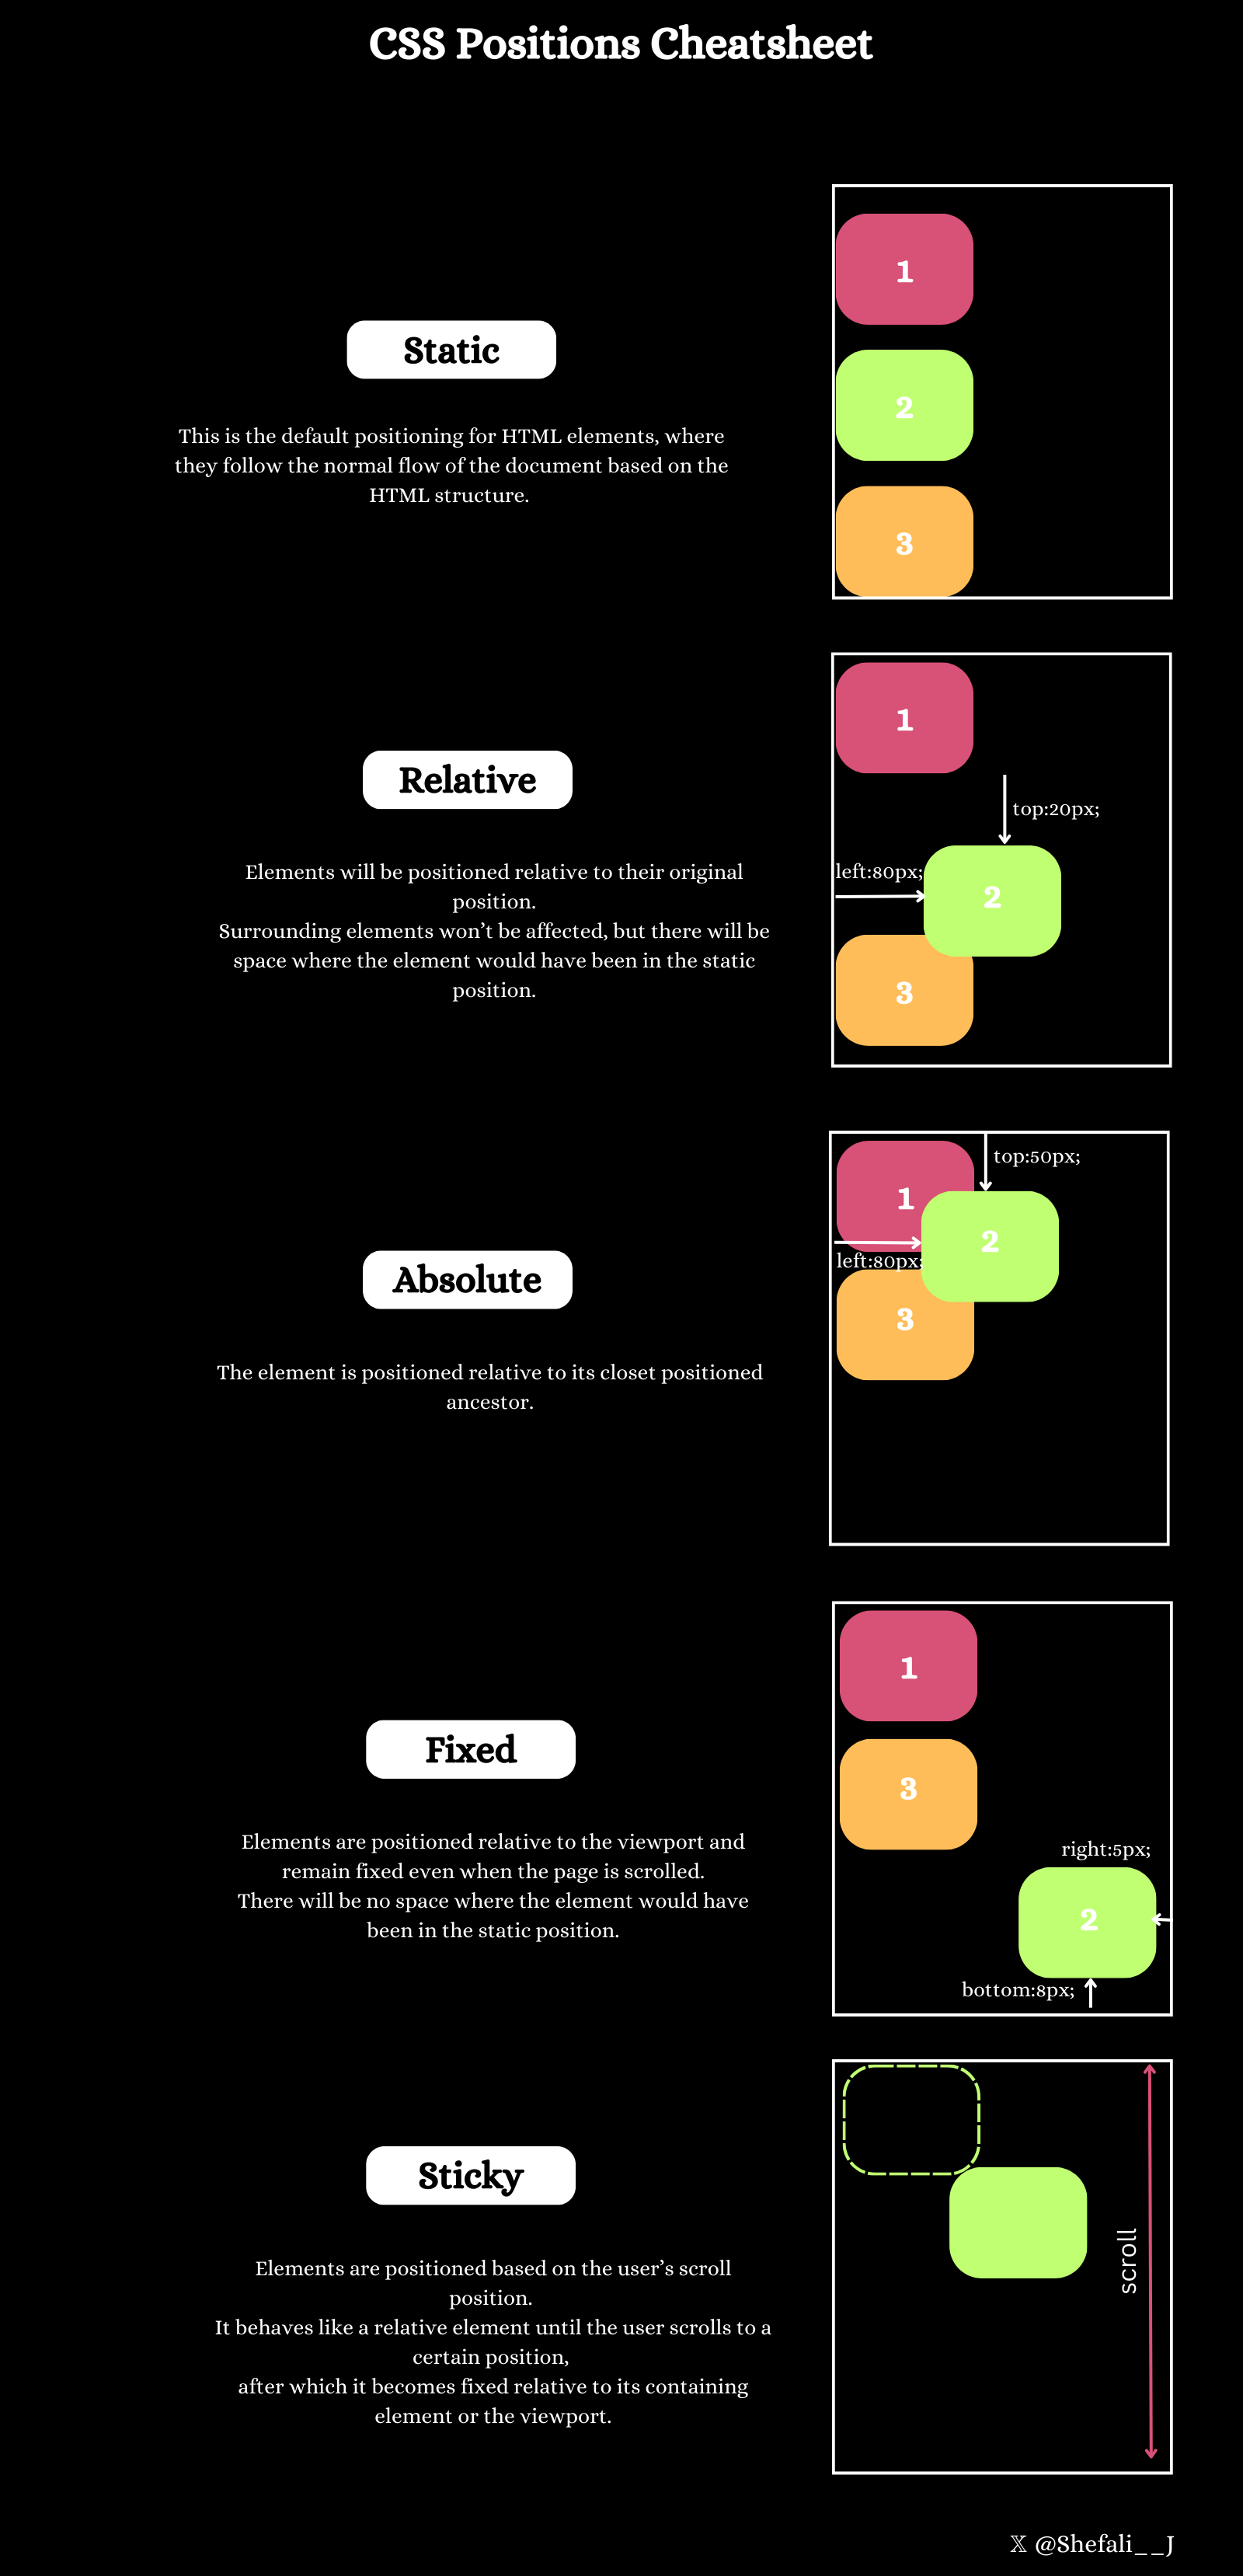 CSS Positions Cheatsheet
1
2
3
Static
This is the default positioning for HTML elements, where
they follow the normal flow of the document based on the
HTML structure.
1
top:20px;
left:80px;
2
3
Relative
Elements will be positioned relative to their original
position.
Surrounding elements won’t be affected, but there will be
space where the element would have been in the static
position.
top:50px;
1
2
left:80px;
3
Absolute
The element is positioned relative to its closet positioned
ancestor.
1
3
right:5px;
2
bottom:8px;
Fixed
Elements are positioned relative to the viewport and
remain fixed even when the page is scrolled.
There will be no space where the element would have
been in the static position.
scroll
Sticky
Elements are positioned based on the user’s scroll
position.
It behaves like a relative element until the user scrolls to a
certain position,
after which it becomes fixed relative to its containing
element or the viewport.
𝕏 @Shefali__J